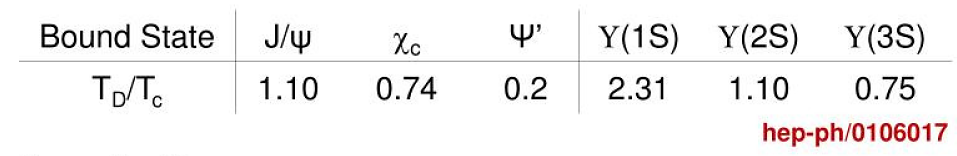 Bound State J/ψ χc Ψ’ Υ(1S) Υ(2S) Υ(3S)
TD/Tc 1.10 0.74 0.2 2.31 1.10 0.75
hep-ph/0106017